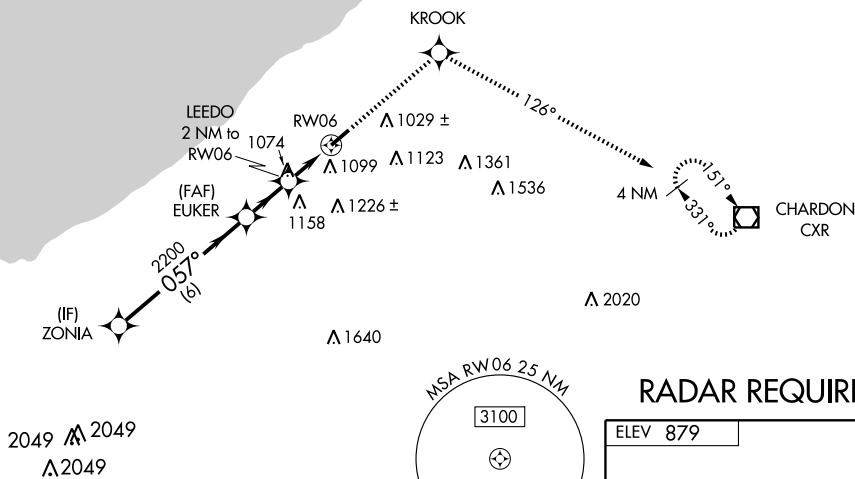 KROOK
126°
LEEDO
2 NM to
RW06
1074
RW06
1029 ±
1099
1123
1361
1536
(FAF)
EUKER
1158
1226 ±
4 NM
151°
331°
CHARDON
CXR
2200
057°
(6)
(IF)
ZONIA
2020
1640
MSA RW06 25 NM
3100
RADAR REQUIR
ELEV 879
2049 2049
2049